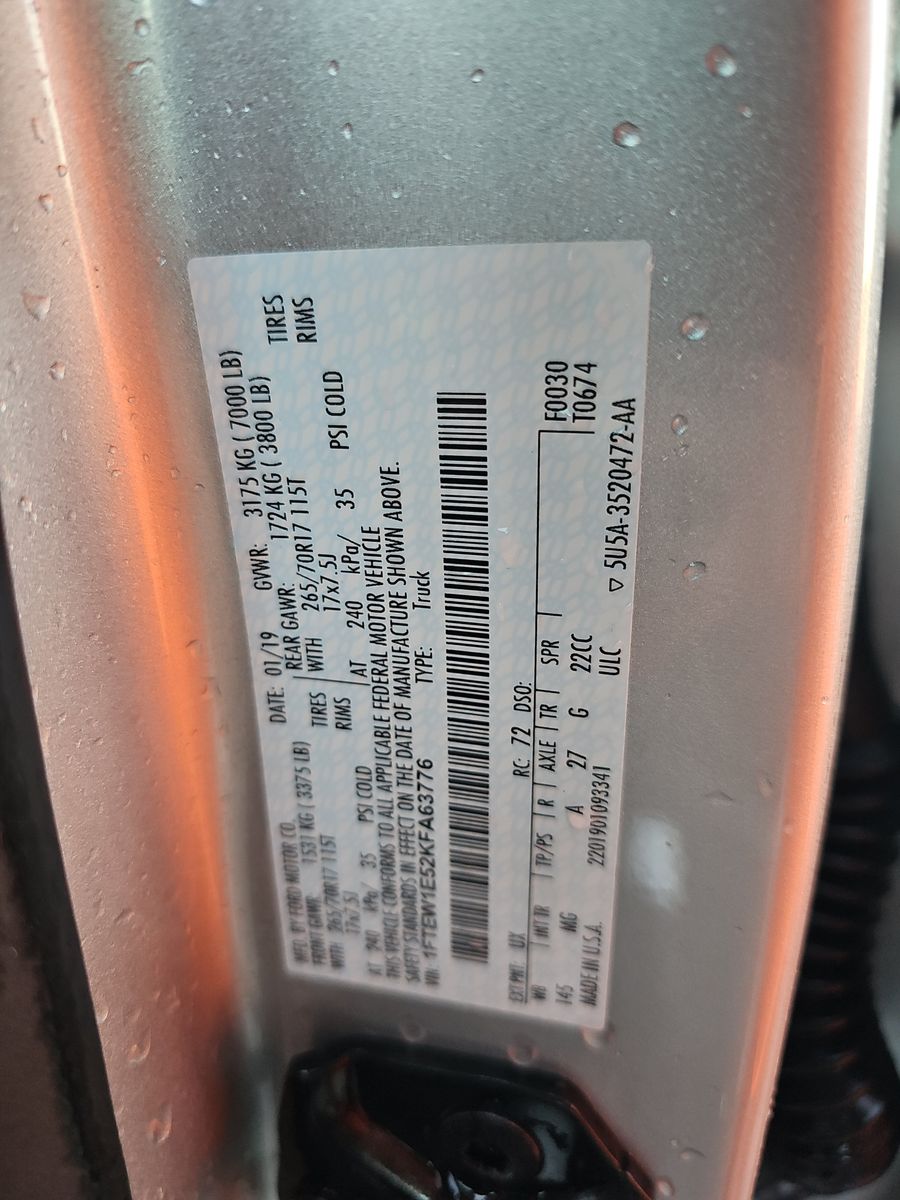 MFD. BY FORD MOTOR CO.
DATE: 01/19 GVWR: 3175 KG ( 7000 LB)
FRONT GAWR: 1531 KG ( 3375 LB) REAR GAWR: 1724 KG ( 3800 LB)
WITH 265/70R17 115T TIRES WITH 265/70R17 115T TIRES
17x7.5J RIMS 17x7.5J RIMS
AT 240 kPa/ 35 PSI COLD AT 240 kPa/ 35 PSI COLD
THIS VEHICLE CONFORMS TO ALL APPLICABLE FEDERAL MOTOR VEHICLE
SAFETY STANDARDS IN EFFECT ON THE DATE OF MANUFACTURE SHOWN ABOVE.
VIN: 1FTEW1E52KFA63776 TYPE: Truck
EXT PNT: UX RC: 72 DSO:
WB INT TR TP/PS R AXLE TR SPR F0030
145 MG A 27 G 22CC T0674
MADE IN U.S.A. 2201901093341 ULC
▽ 5U5A-3520472-AA